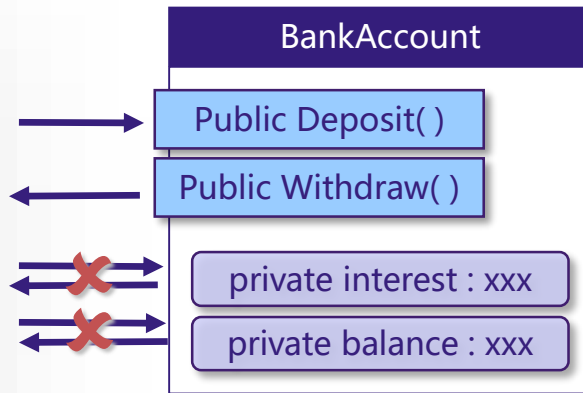 BankAccount
Public Deposit( )
Public Withdraw( )
private interest : xxx
private balance : xxx